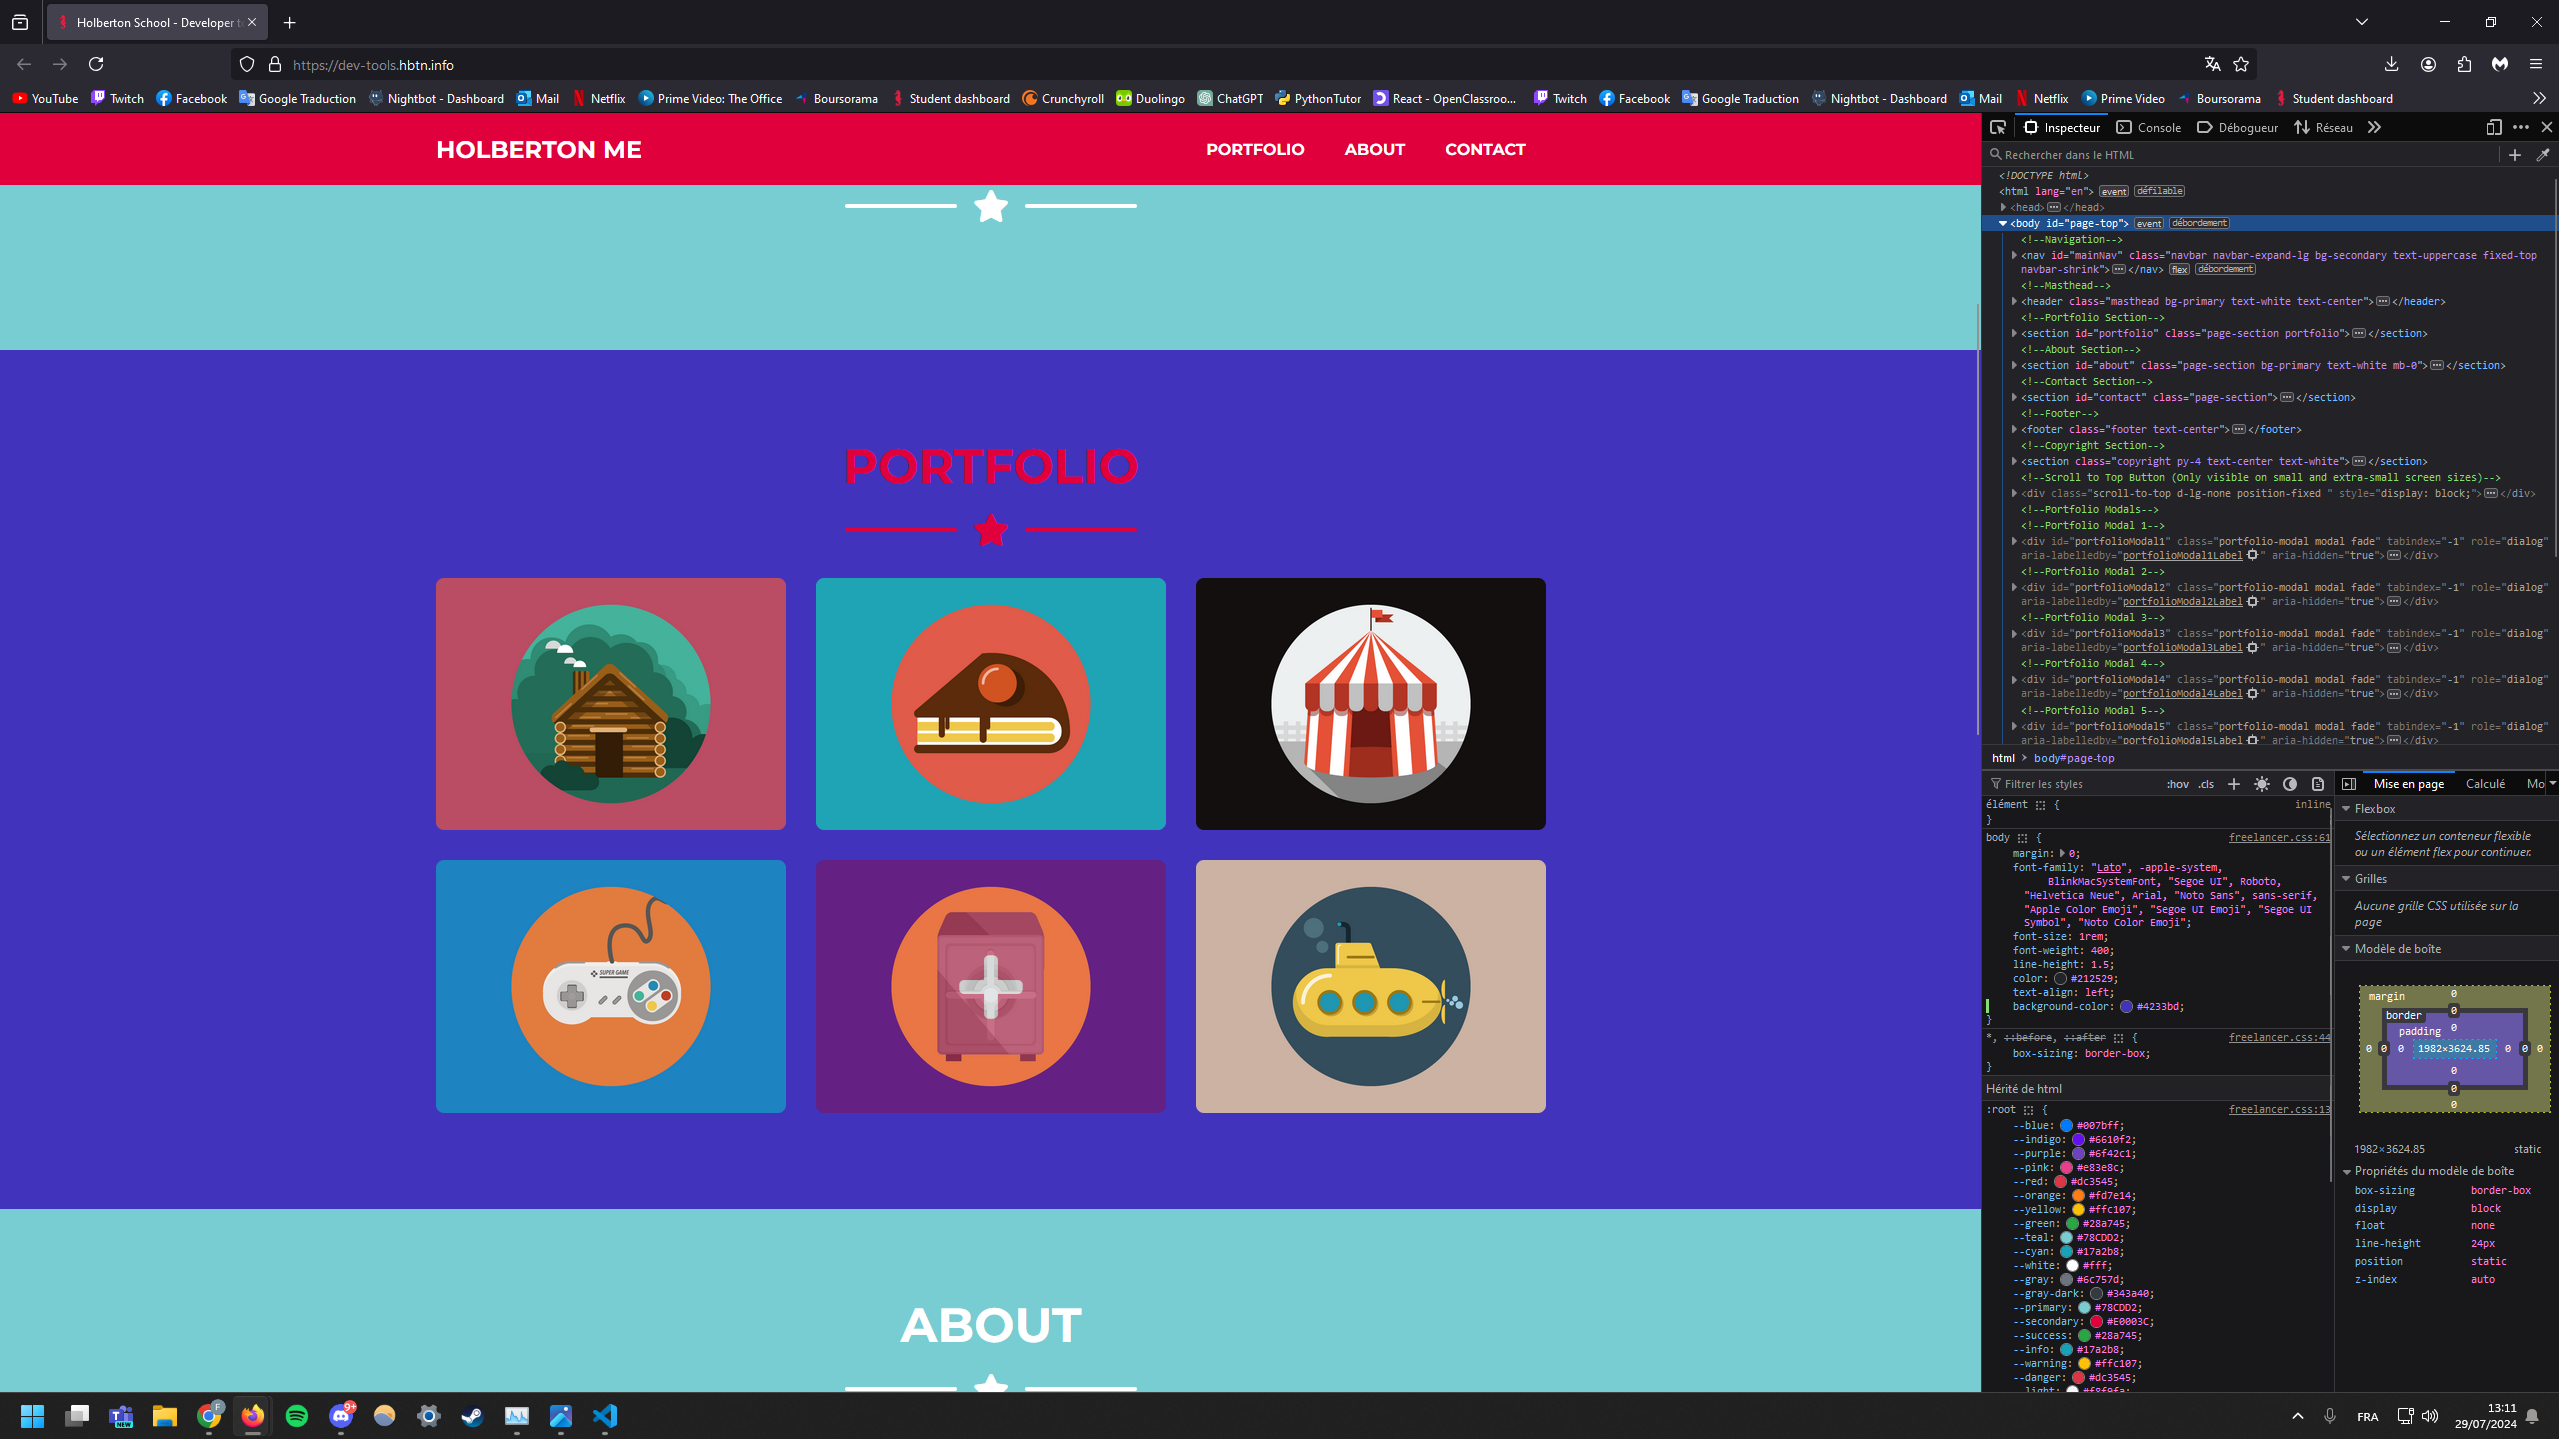 Holberton School - Developer t
https://dev-tools.hbtn.info
YouTube Twitch Facebook Google Traduction Nightbot - Dashboard Mail Netflix Prime Video: The Office Boursorama Student dashboard Crunchyroll Duolingo ChatGPT PythonTutor React - OpenClassroo... Twitch Facebook Google Traduction Nightbot - Dashboard Mail Netflix Prime Video Boursorama Student dashboard
HOLBERTON ME PORTFOLIO ABOUT CONTACT
PORTFOLIO
SUPER GAME
ABOUT
Inspecteur Console Débogueur Réseau
Rechercher dans le HTML
<!DOCTYPE html>
<html lang="en"> event défilable
<head> ··· </head>
<body id="page-top"> event débordement
<!--Navigation-->
<nav id="mainNav" class="navbar navbar-expand-lg bg-secondary text-uppercase fixed-top
navbar-shrink"> ··· </nav> flex débordement
<!--Masthead-->
<header class="masthead bg-primary text-white text-center"> ··· </header>
<!--Portfolio Section-->
<section id="portfolio" class="page-section portfolio"> ··· </section>
<!--About Section-->
<section id="about" class="page-section bg-primary text-white mb-0"> ··· </section>
<!--Contact Section-->
<section id="contact" class="page-section"> ··· </section>
<!--Footer-->
<footer class="footer text-center"> ··· </footer>
<!--Copyright Section-->
<section class="copyright py-4 text-center text-white"> ··· </section>
<!--Scroll to Top Button (Only visible on small and extra-small screen sizes)-->
<div class="scroll-to-top d-lg-none position-fixed " style="display: block;"> ··· </div>
<!--Portfolio Modals-->
<!--Portfolio Modal 1-->
<div id="portfolioModal1" class="portfolio-modal modal fade" tabindex="-1" role="dialog"
aria-labelledby="portfolioModal1Label" aria-hidden="true"> ··· </div>
<!--Portfolio Modal 2-->
<div id="portfolioModal2" class="portfolio-modal modal fade" tabindex="-1" role="dialog"
aria-labelledby="portfolioModal2Label" aria-hidden="true"> ··· </div>
<!--Portfolio Modal 3-->
<div id="portfolioModal3" class="portfolio-modal modal fade" tabindex="-1" role="dialog"
aria-labelledby="portfolioModal3Label" aria-hidden="true"> ··· </div>
<!--Portfolio Modal 4-->
<div id="portfolioModal4" class="portfolio-modal modal fade" tabindex="-1" role="dialog"
aria-labelledby="portfolioModal4Label" aria-hidden="true"> ··· </div>
<!--Portfolio Modal 5-->
<div id="portfolioModal5" class="portfolio-modal modal fade" tabindex="-1" role="dialog"
aria-labelledby="portfolioModal5Label" aria-hidden="true"> ··· </div>
html > body#page-top
Filtrer les styles :hov .cls
élément { inline
}
body { freelancer.css:61
margin: 0;
font-family: "Lato", -apple-system,
BlinkMacSystemFont, "Segoe UI", Roboto,
"Helvetica Neue", Arial, "Noto Sans", sans-serif,
"Apple Color Emoji", "Segoe UI Emoji", "Segoe UI
Symbol", "Noto Color Emoji";
font-size: 1rem;
font-weight: 400;
line-height: 1.5;
color: #212529;
text-align: left;
background-color: #4233bd;
}
*, ::before, ::after { freelancer.css:44
box-sizing: border-box;
}
Hérité de html
:root { freelancer.css:13
--blue: #007bff;
--indigo: #6610f2;
--purple: #6f42c1;
--pink: #e83e8c;
--red: #dc3545;
--orange: #fd7e14;
--yellow: #ffc107;
--green: #28a745;
--teal: #78CDD2;
--cyan: #17a2b8;
--white: #fff;
--gray: #6c757d;
--gray-dark: #343a40;
--primary: #78CDD2;
--secondary: #E0003C;
--success: #28a745;
--info: #17a2b8;
--warning: #ffc107;
--danger: #dc3545;
--light: #f8f9fa;
Mise en page Calculé Mo
Flexbox
Sélectionnez un conteneur flexible
ou un élément flex pour continuer.
Grilles
Aucune grille CSS utilisée sur la
page
Modèle de boîte
margin 0
border 0
padding 0
0 0 0 1982×3624.85 0 0 0
0
0
0
1982×3624.85 static
Propriétés du modèle de boîte
box-sizing border-box
display block
float none
line-height 24px
position static
z-index auto
T NEW F 9+ FRA 13:11
29/07/2024